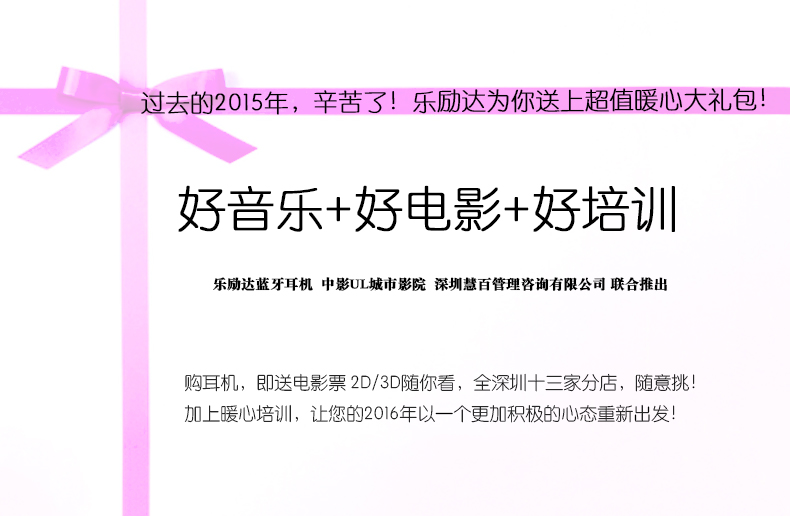 过去的2015年，辛苦了！乐励达为你送上超值暖心大礼包！
好音乐+好电影+好培训
乐励达蓝牙耳机 中影UL城市影院 深圳慧百管理咨询有限公司 联合推出
购耳机，即送电影票 2D/3D随你看，全深圳十三家分店，随意挑！
加上暖心培训，让您的2016年以一个更加积极的心态重新出发！